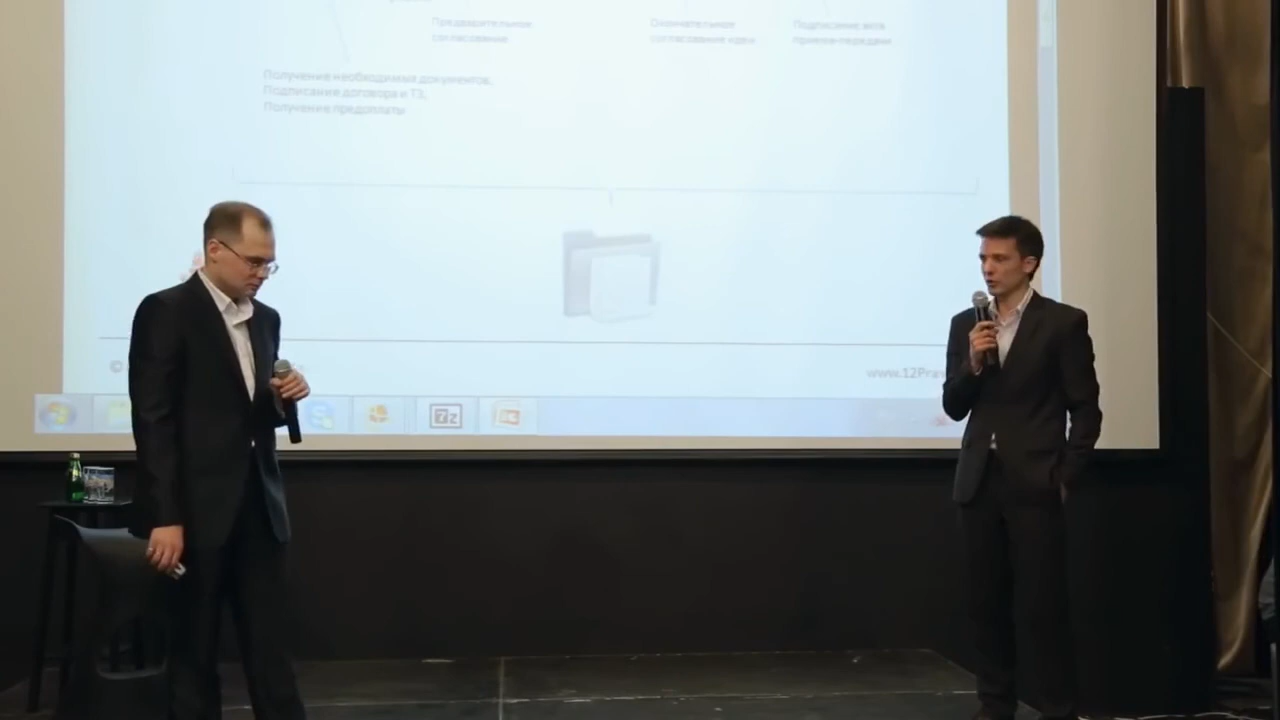 Предварительное
согласование
Окончательное
согласование идеи
Подписание акта
приема-передачи
Получение необходимых документов.
Подписание договора и ТЗ.
Получение предоплаты
©
www.12Pra
7z